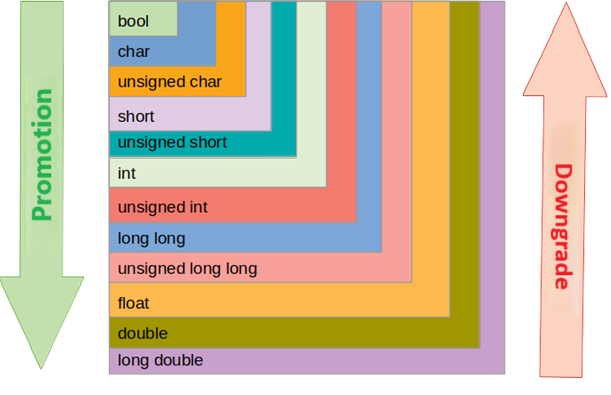 Promotion
bool
char
unsigned char
short
unsigned short
int
unsigned int
long long
unsigned long long
float
double
long double
Downgrade